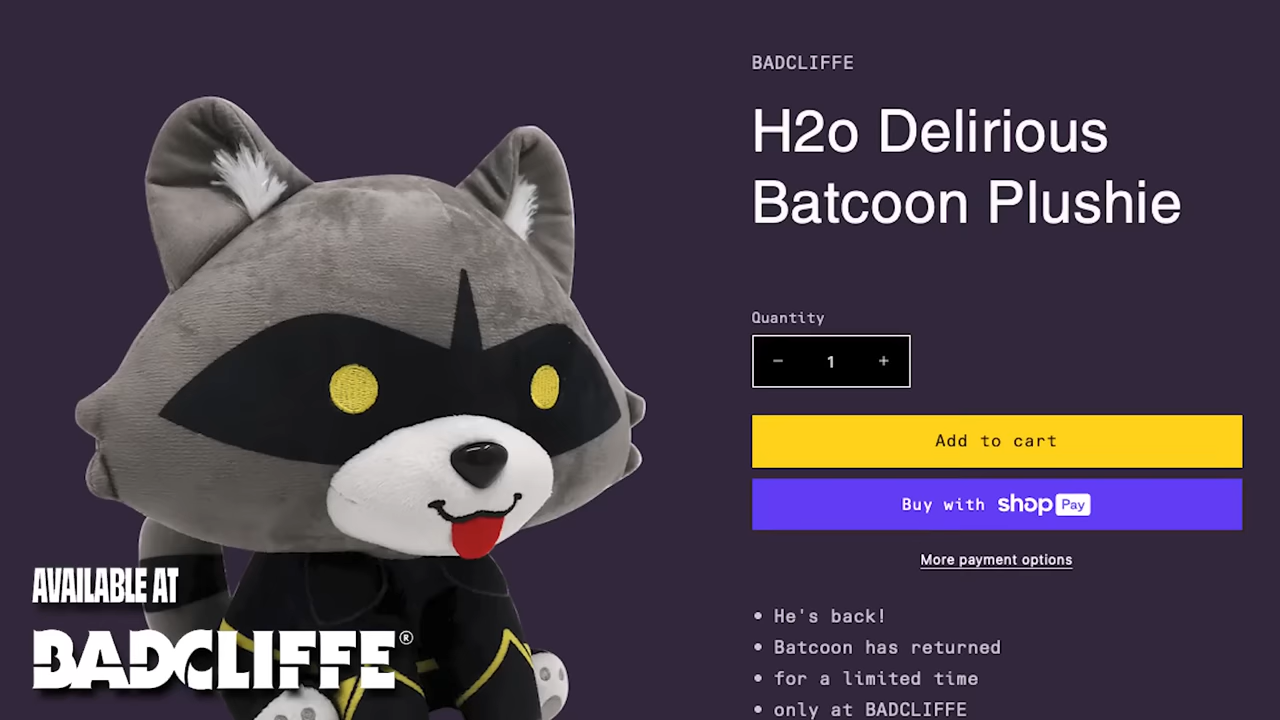 BADCLIFFE
H2o Delirious
Batcoon Plushie
Quantity
− 1 +
Add to cart
Buy with shop Pay
More payment options
• He's back!
• Batcoon has returned
• for a limited time
• only at BADCLIFFE
AVAILABLE AT
BADCLIFFE®